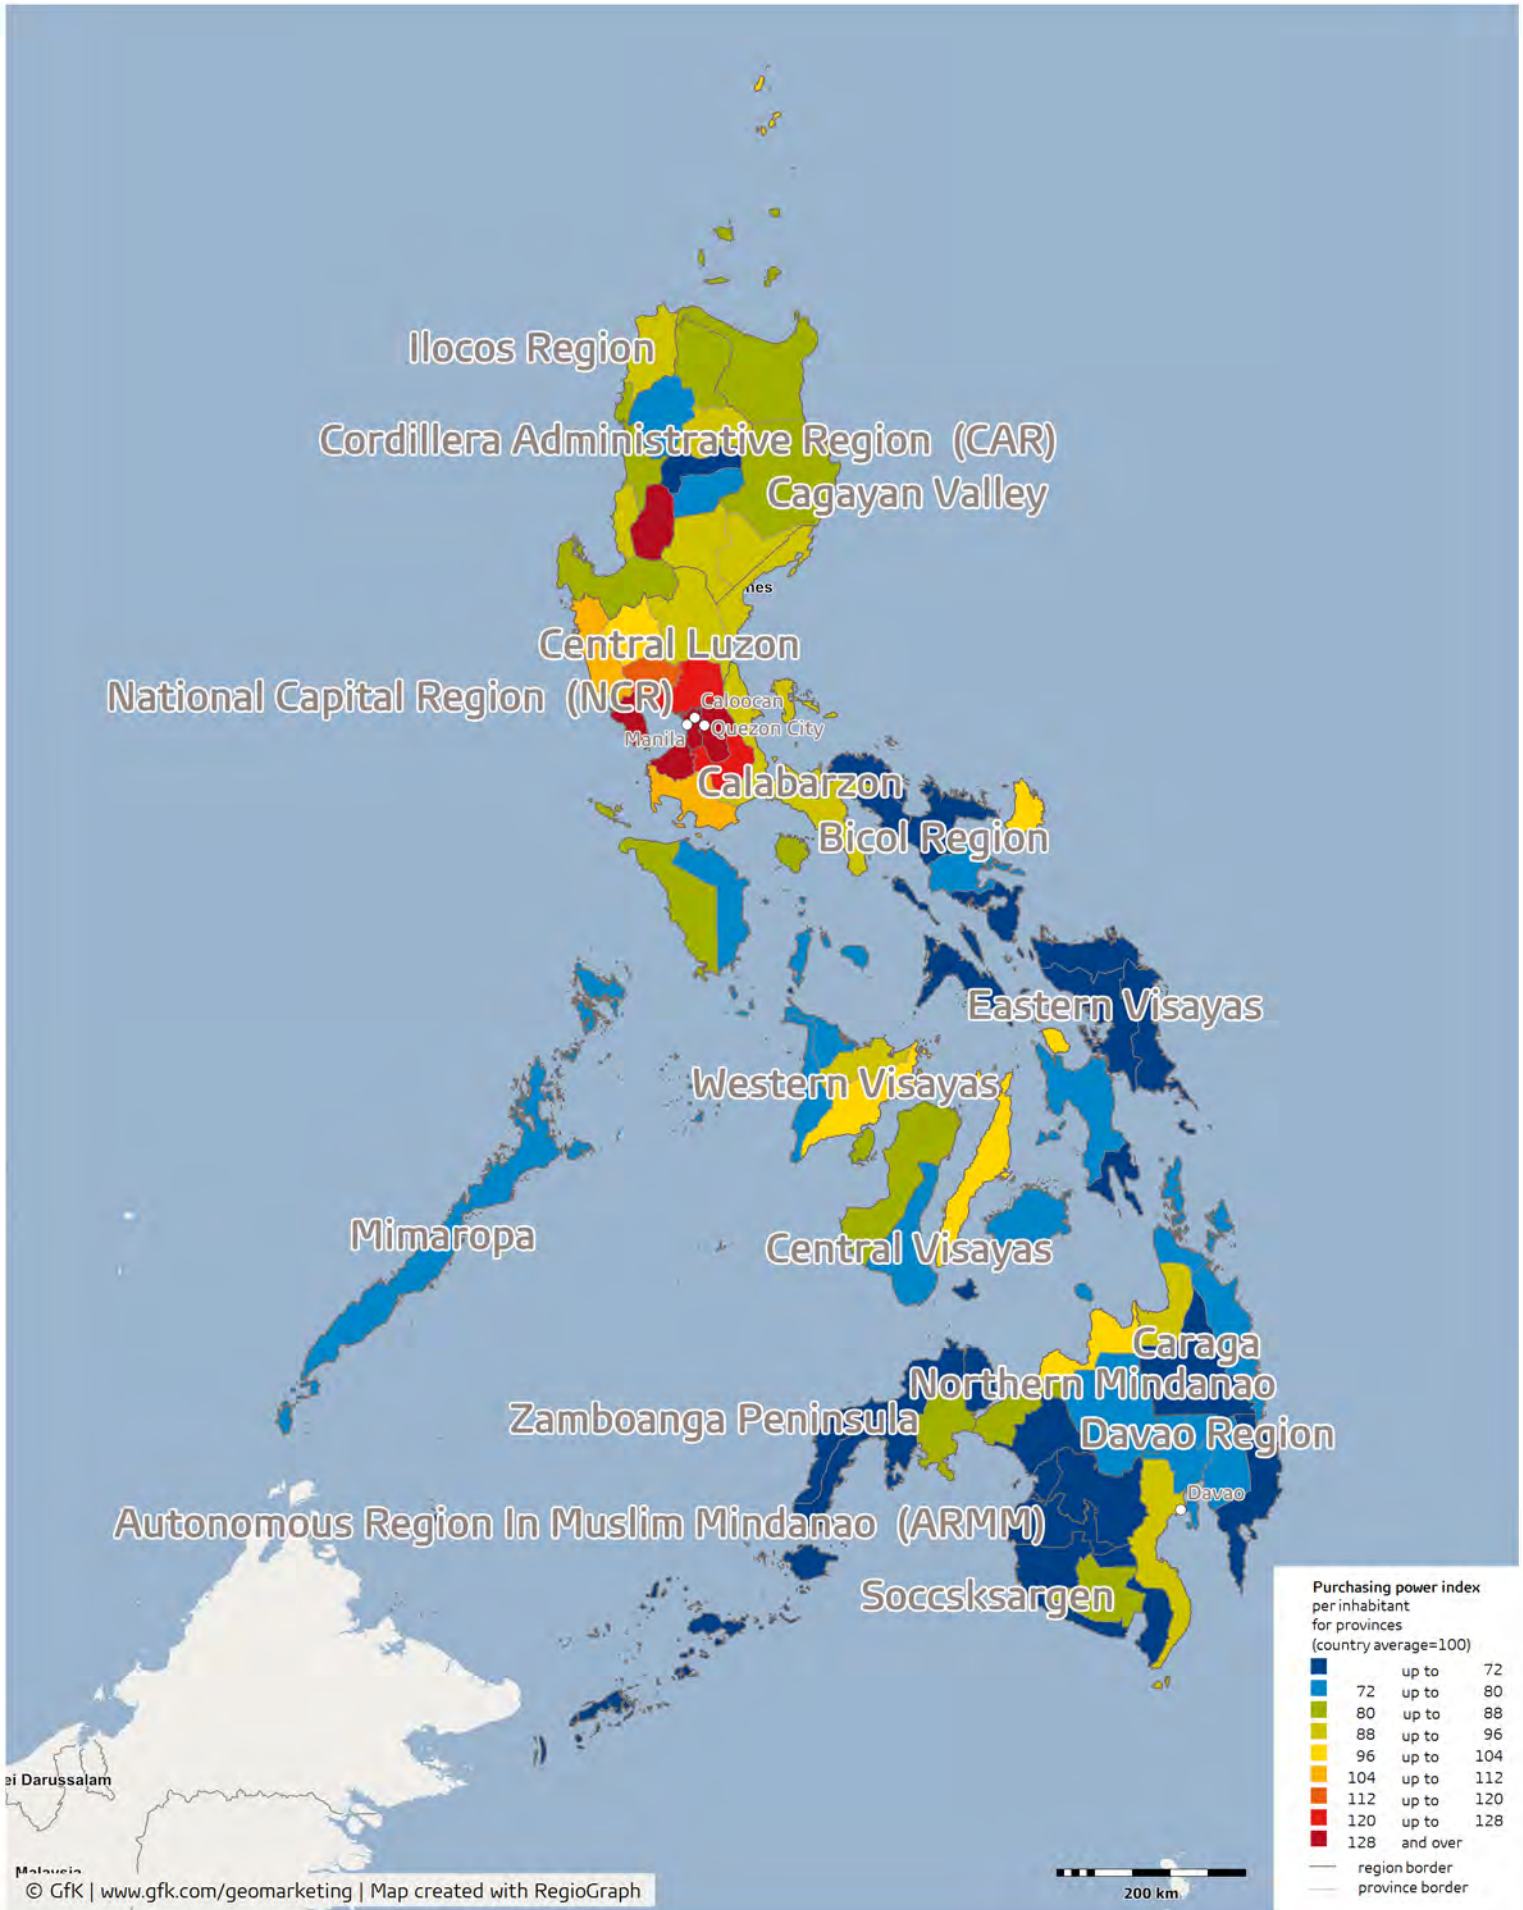 Ilocos Region
Cordillera Administrative Region (CAR)
Cagayan Valley
nes
Central Luzon
National Capital Region (NCR)
Caloocan
Quezon City
Manila
Calabarzon
Bicol Region
Eastern Visayas
Western Visayas
Mimaropa
Central Visayas
Caraga
Northern Mindanao
Zamboanga Peninsula
Davao Region
Davao
Autonomous Region In Muslim Mindanao (ARMM)
Soccsksargen
Purchasing power index
per inhabitant
for provinces
(country average=100)
up to 72
72 up to 80
80 up to 88
88 up to 96
96 up to 104
104 up to 112
112 up to 120
120 up to 128
128 and over
region border
province border
ei Darussalam
Malaysia
200 km
© GfK | www.gfk.com/geomarketing | Map created with RegioGraph